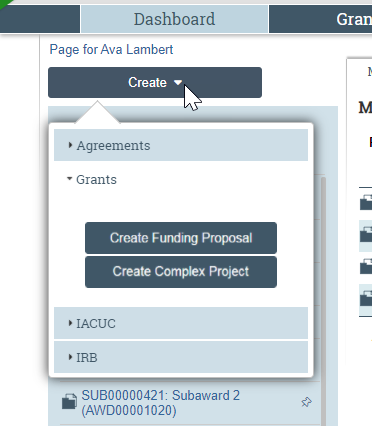 Dashboard
Gran
Page for Ava Lambert
Create
M
M
Agreements
Grants
Create Funding Proposal
Create Complex Project
IACUC
IRB
SUB00000421: Subaward 2
(AWD00001020)